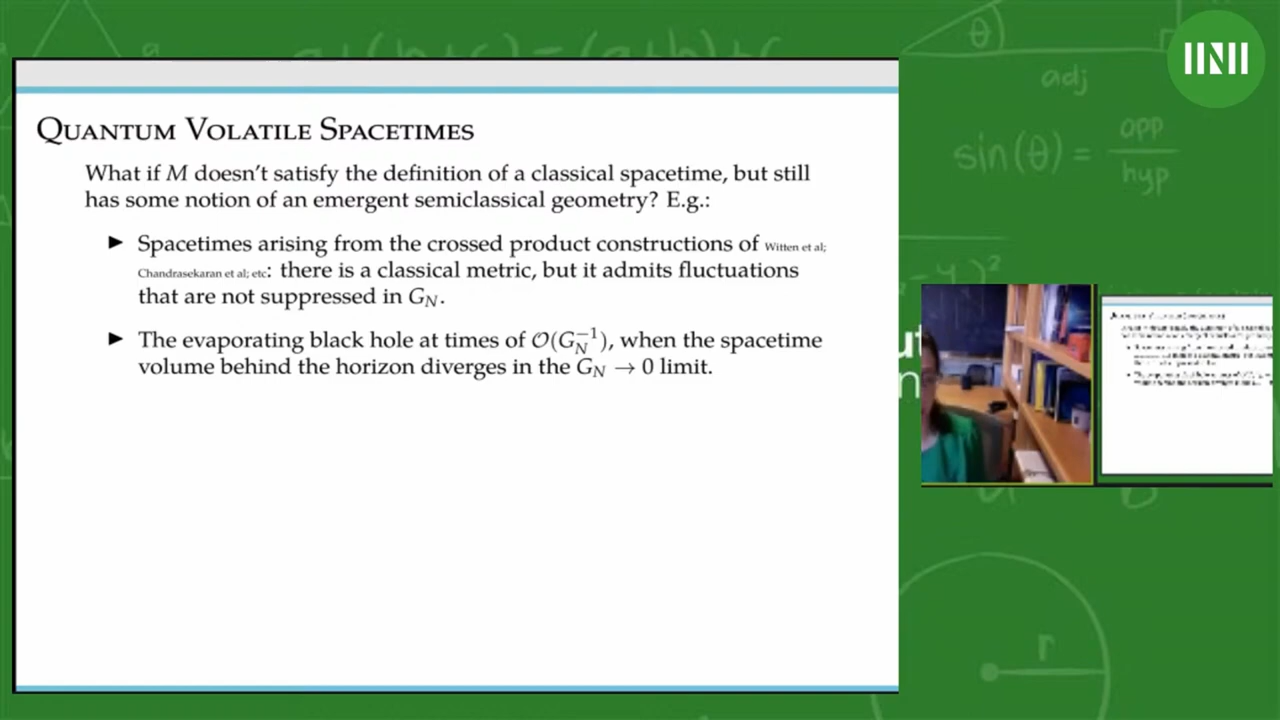 QUANTUM VOLATILE SPACETIMES
What if M doesn't satisfy the definition of a classical spacetime, but still
has some notion of an emergent semiclassical geometry? E.g.:
► Spacetimes arising from the crossed product constructions of Witten et al;
Chandrasekaran et al; etc: there is a classical metric, but it admits fluctuations
that are not suppressed in G_N.
► The evaporating black hole at times of O(G_N^{-1}), when the spacetime
volume behind the horizon diverges in the G_N → 0 limit.
θ
adj
sin(θ) = opp
hyp
r